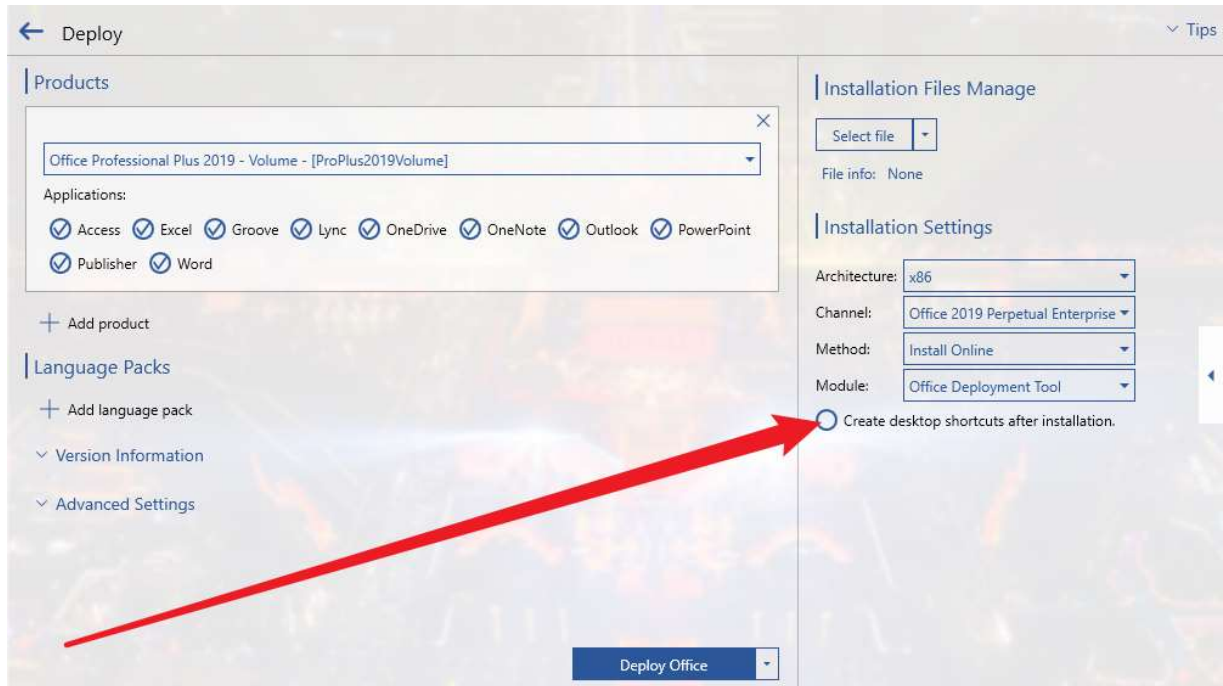 Deploy
Tips
Products
Office Professional Plus 2019 - Volume - [ProPlus2019Volume]
Applications:
Access Excel Groove Lync OneDrive OneNote Outlook PowerPoint
Publisher Word
Add product
Language Packs
Add language pack
Version Information
Advanced Settings
Deploy Office
Installation Files Manage
Select file
File info: None
Installation Settings
Architecture: x86
Channel: Office 2019 Perpetual Enterprise
Method: Install Online
Module: Office Deployment Tool
Create desktop shortcuts after installation.